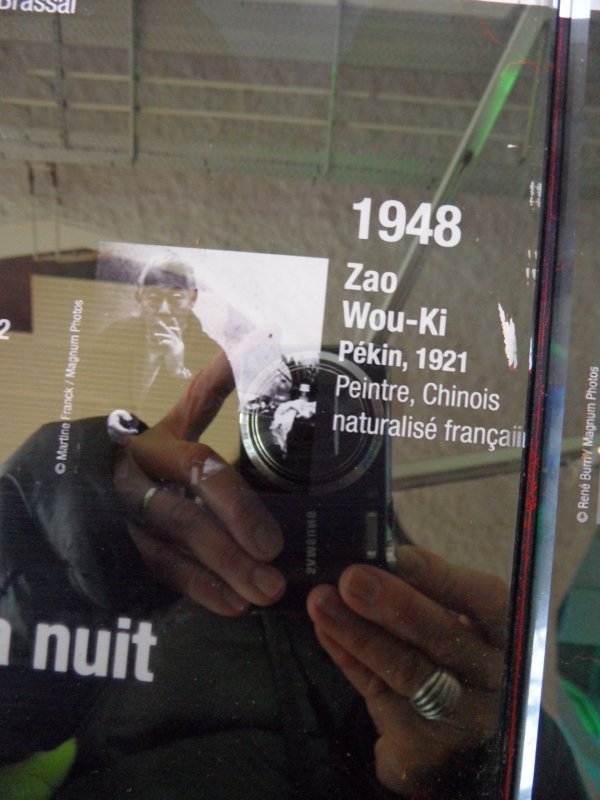 Brassaï
1948
Zao
Wou-Ki
Pékin, 1921
Peintre, Chinois
naturalisé françai
2
© Martine Franck / Magnum Photos
© René Burri / Magnum Photos
SAMSUNG
a nuit